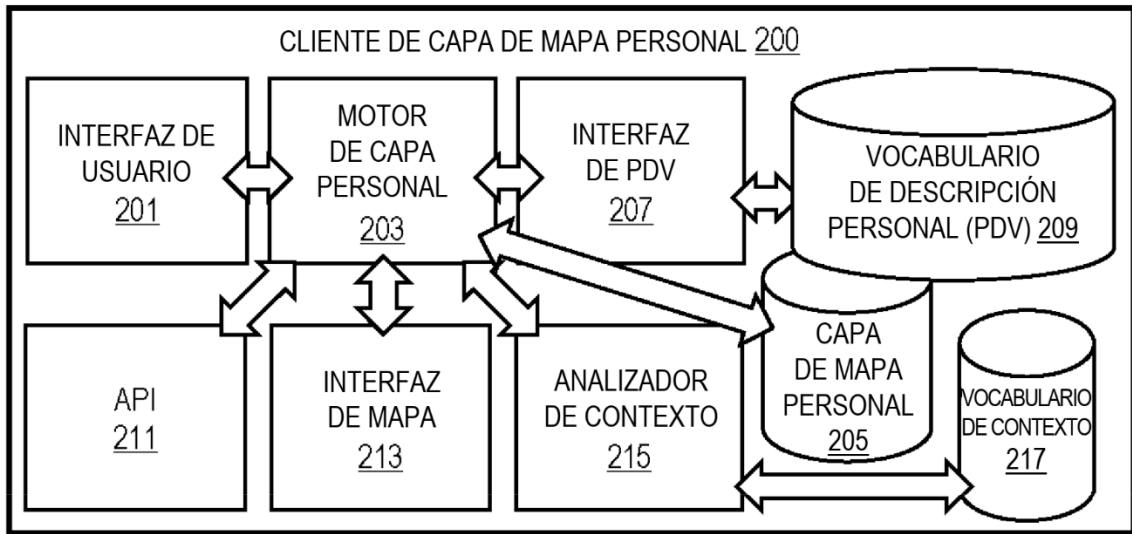 CLIENTE DE CAPA DE MAPA PERSONAL 200
INTERFAZ DE
USUARIO
201
MOTOR
DE CAPA
PERSONAL
203
INTERFAZ
DE PDV
207
VOCABULARIO
DE DESCRIPCIÓN
PERSONAL (PDV) 209
API
211
INTERFAZ
DE MAPA
213
ANALIZADOR
DE CONTEXTO
215
CAPA
DE MAPA
PERSONAL
205
VOCABULARIO
DE CONTEXTO
217